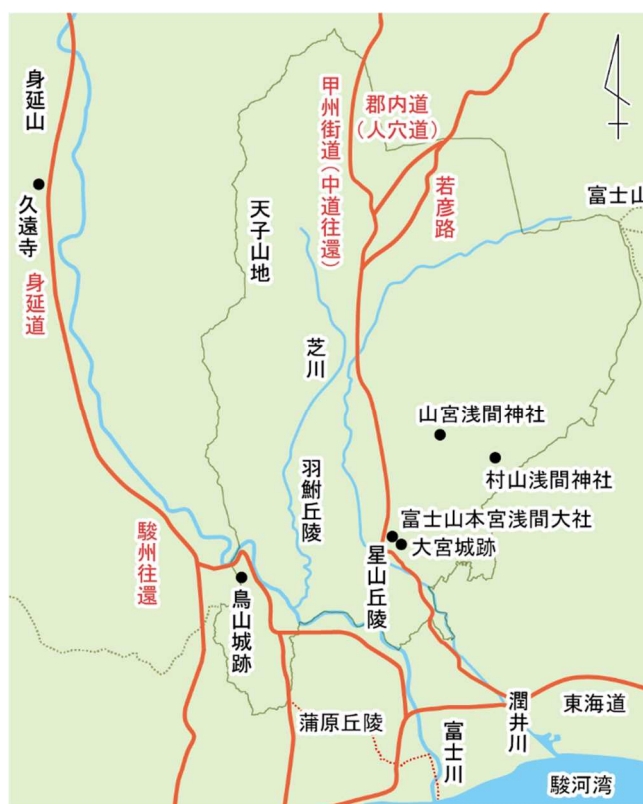 身延山
久遠寺
身延道
天子山地
甲州街道（中道往還）
郡内道
（人穴道）
若彦路
富士山
芝川
山宮浅間神社
村山浅間神社
羽鮒丘陵
富士山本宮浅間大社
大宮城跡
星山丘陵
駿州往還
鳥山城跡
蒲原丘陵
富士川
潤井川
東海道
駿河湾